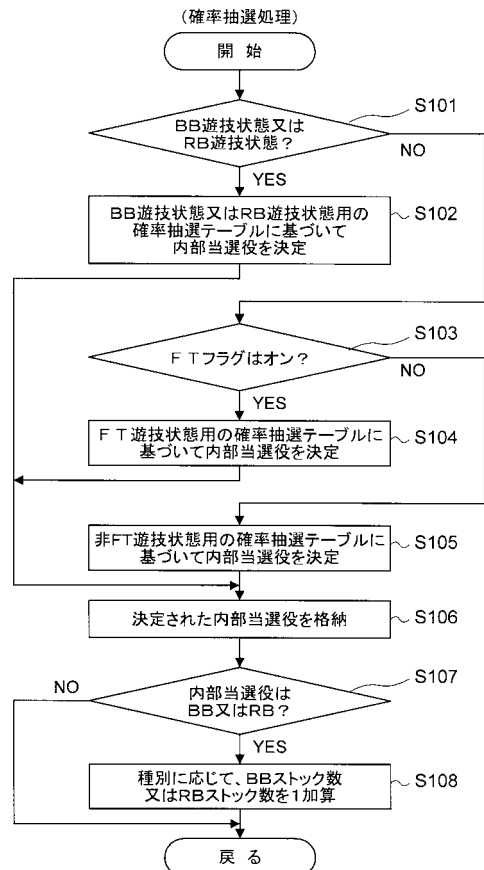 (確率抽選処理)
開 始
S101
BB遊技状態又は
RB遊技状態?
NO
YES
S102
BB遊技状態又はRB遊技状態用の
確率抽選テーブルに基づいて
内部当選役を決定
S103
FTフラグはオン?
NO
YES
S104
FT遊技状態用の確率抽選テーブルに
基づいて内部当選役を決定
非FT遊技状態用の確率抽選テーブルに
基づいて内部当選役を決定
S105
決定された内部当選役を格納
S106
S107
NO
内部当選役は
BB又はRB?
YES
種別に応じて、BBストック数
又はRBストック数を1加算
S108
戻 る